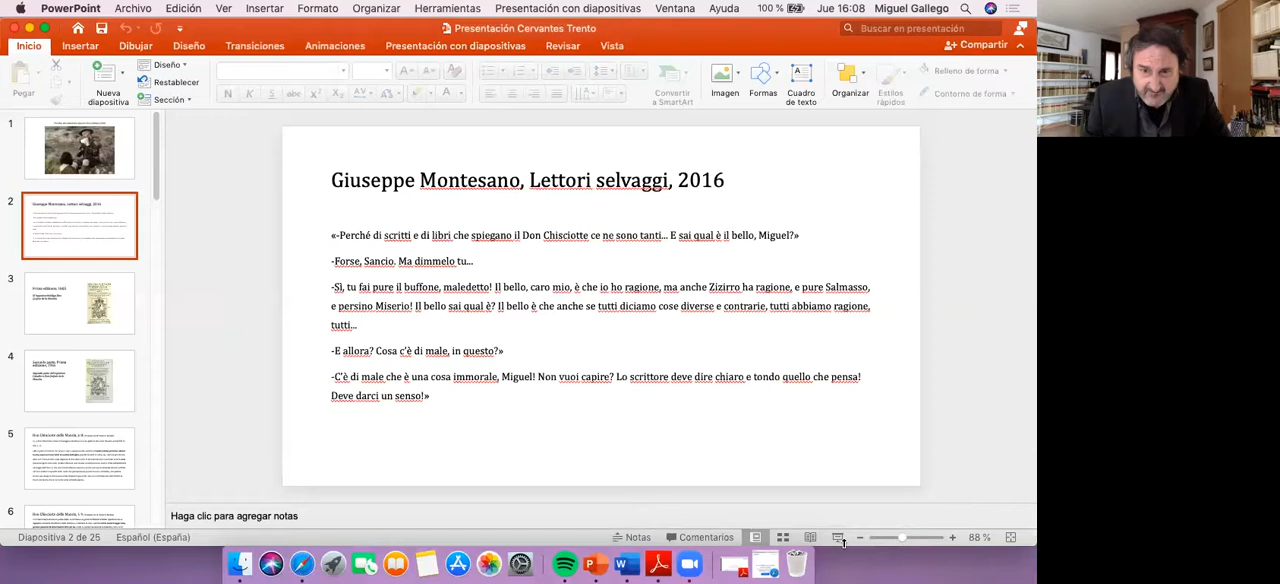 PowerPoint Archivo Edición Ver Insertar Formato Organizar Herramientas Presentación con diapositivas Ventana Ayuda 100 % Jue 16:08 Miguel Gallego
Presentación Cervantes Trento
Buscar en presentación
Inicio Insertar Dibujar Diseño Transiciones Animaciones Presentación con diapositivas Revisar Vista
Compartir
Pegar
Nueva diapositiva
Diseño
Restablecer
Sección
N K S abc
Convertir a SmartArt
Imagen
Formas
Cuadro de texto
Organizar
Estilos rápidos
Relleno de forma
Contorno de forma
1
2
3
4
5
6
Giuseppe Montesano, Lettori selvaggi, 2016
«-Perché di scritti e di libri che spiegano il Don Chisciotte ce ne sono tanti... E sai qual è il bello, Miguel?»
-Forse, Sancio. Ma dimmelo tu...
-Sì, tu fai pure il buffone, maledetto! Il bello, caro mio, è che io ho ragione, ma anche Zizirro ha ragione, e pure Salmasso,
e persino Miserio! Il bello sai qual è? Il bello è che anche se tutti diciamo cose diverse e contrarie, tutti abbiamo ragione,
tutti...
-E allora? Cosa c'è di male, in questo?»
-C'è di male che è una cosa immorale, Miguel! Non vuoi capire? Lo scrittore deve dire chiaro e tondo quello che pensa!
Deve darci un senso!»
Haga clic para agregar notas
Diapositiva 2 de 25 Español (España) Notas Comentarios 88 %